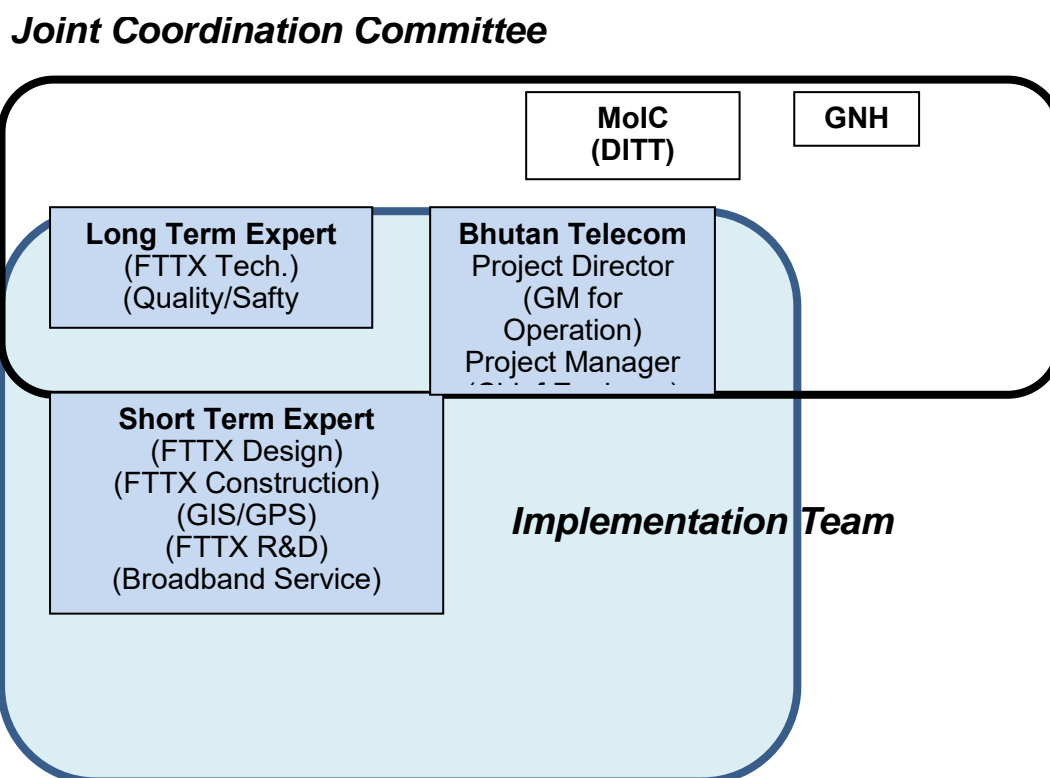 Joint Coordination Committee
MoIC
(DITT)
GNH
Long Term Expert
(FTTX Tech.)
(Quality/Safty
Bhutan Telecom
Project Director
(GM for
Operation)
Project Manager
Short Term Expert
(FTTX Design)
(FTTX Construction)
(GIS/GPS)
(FTTX R&D)
(Broadband Service)
Implementation Team